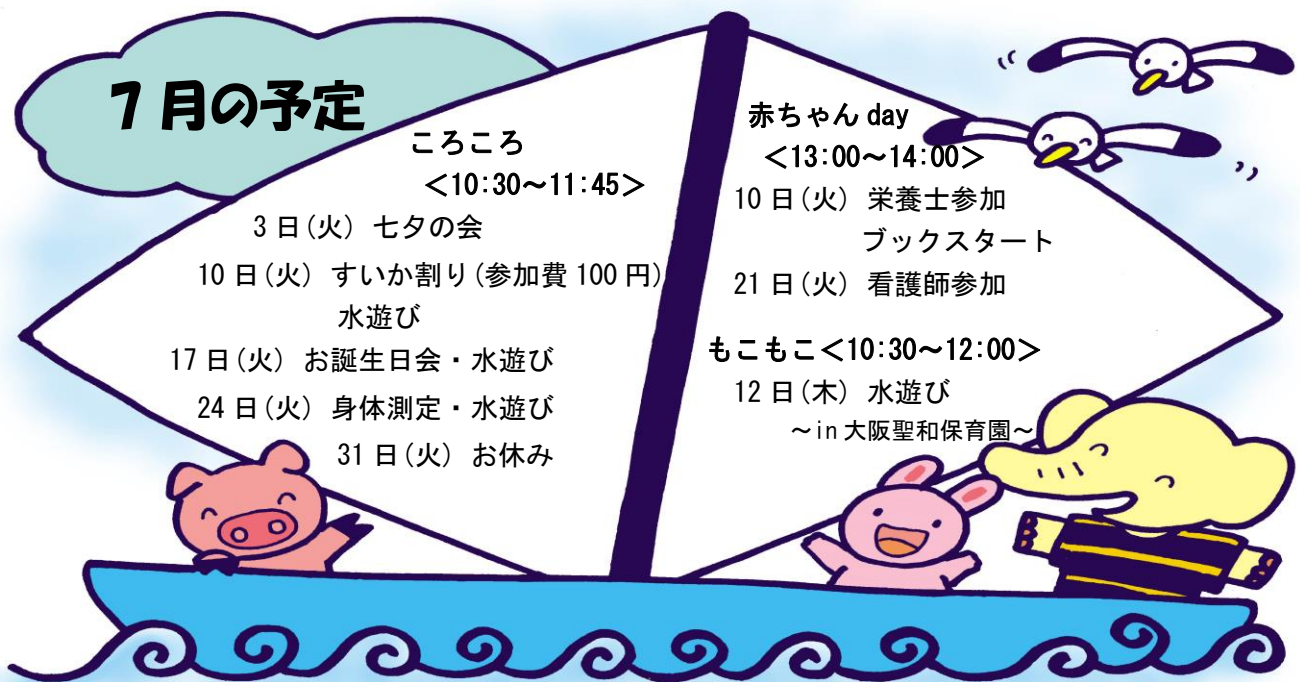 7月の予定
ころころ
<10:30～11:45>
3日(火) 七夕の会
10日(火) すいか割り(参加費100円)
水遊び
17日(火) お誕生日会・水遊び
24日(火) 身体測定・水遊び
31日(火) お休み
赤ちゃんday
<13:00～14:00>
10日(火) 栄養士参加
ブックスタート
21日(火) 看護師参加
もこもこ<10:30～12:00>
12日(木) 水遊び
～in大阪聖和保育園～